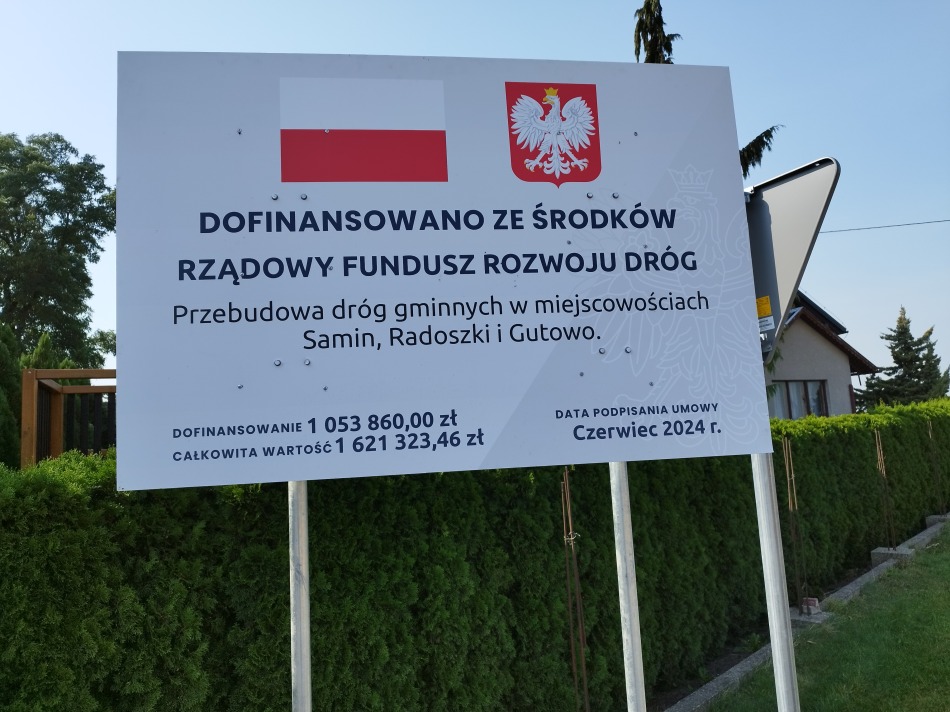 DOFINANSOWANO ZE ŚRODKÓW
RZĄDOWY FUNDUSZ ROZWOJU DRÓG
Przebudowa dróg gminnych w miejscowościach
Samin, Radoszki i Gutowo.
DOFINANSOWANIE 1 053 860,00 zł
CAŁKOWITA WARTOŚĆ 1 621 323,46 zł
DATA PODPISANIA UMOWY
Czerwiec 2024 r.